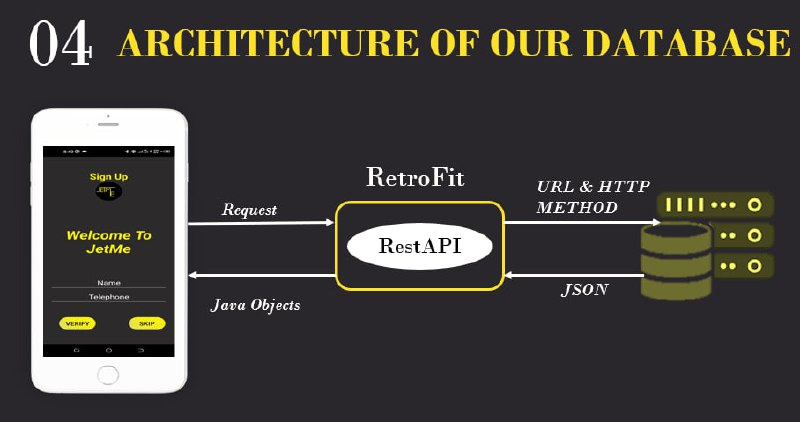 04 ARCHITECTURE OF OUR DATABASE
Sign Up
Welcome To
JetMe
Name
Telephone
VERIFY SKIP
Request
Java Objects
RetroFit
RestAPI
URL & HTTP
METHOD
JSON